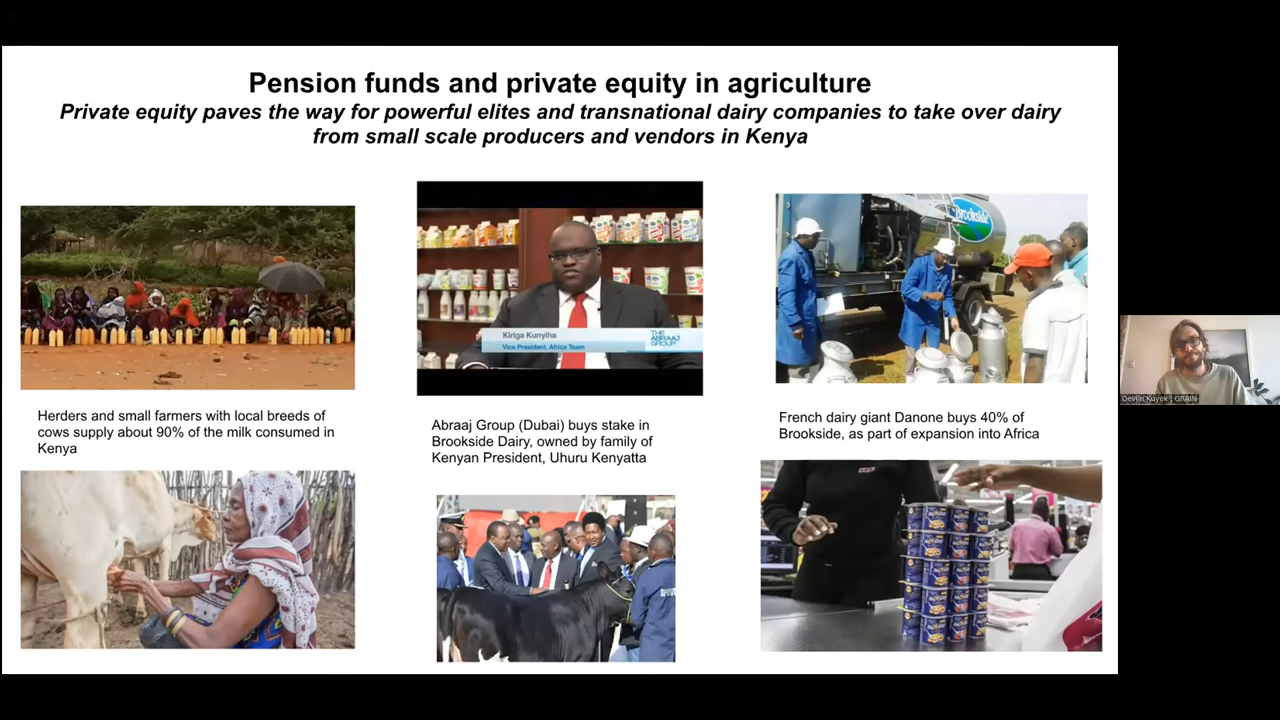 Pension funds and private equity in agriculture
Private equity paves the way for powerful elites and transnational dairy companies to take over dairy
from small scale producers and vendors in Kenya
Herders and small farmers with local breeds of
cows supply about 90% of the milk consumed in
Kenya
Kiriga Kunyiha
Vice President, Africa Team
THE
ABRAAJ
GROUP
Abraaj Group (Dubai) buys stake in
Brookside Dairy, owned by family of
Kenyan President, Uhuru Kenyatta
Brookside
French dairy giant Danone buys 40% of
Brookside, as part of expansion into Africa
Devlin Kuyek | GRAIN